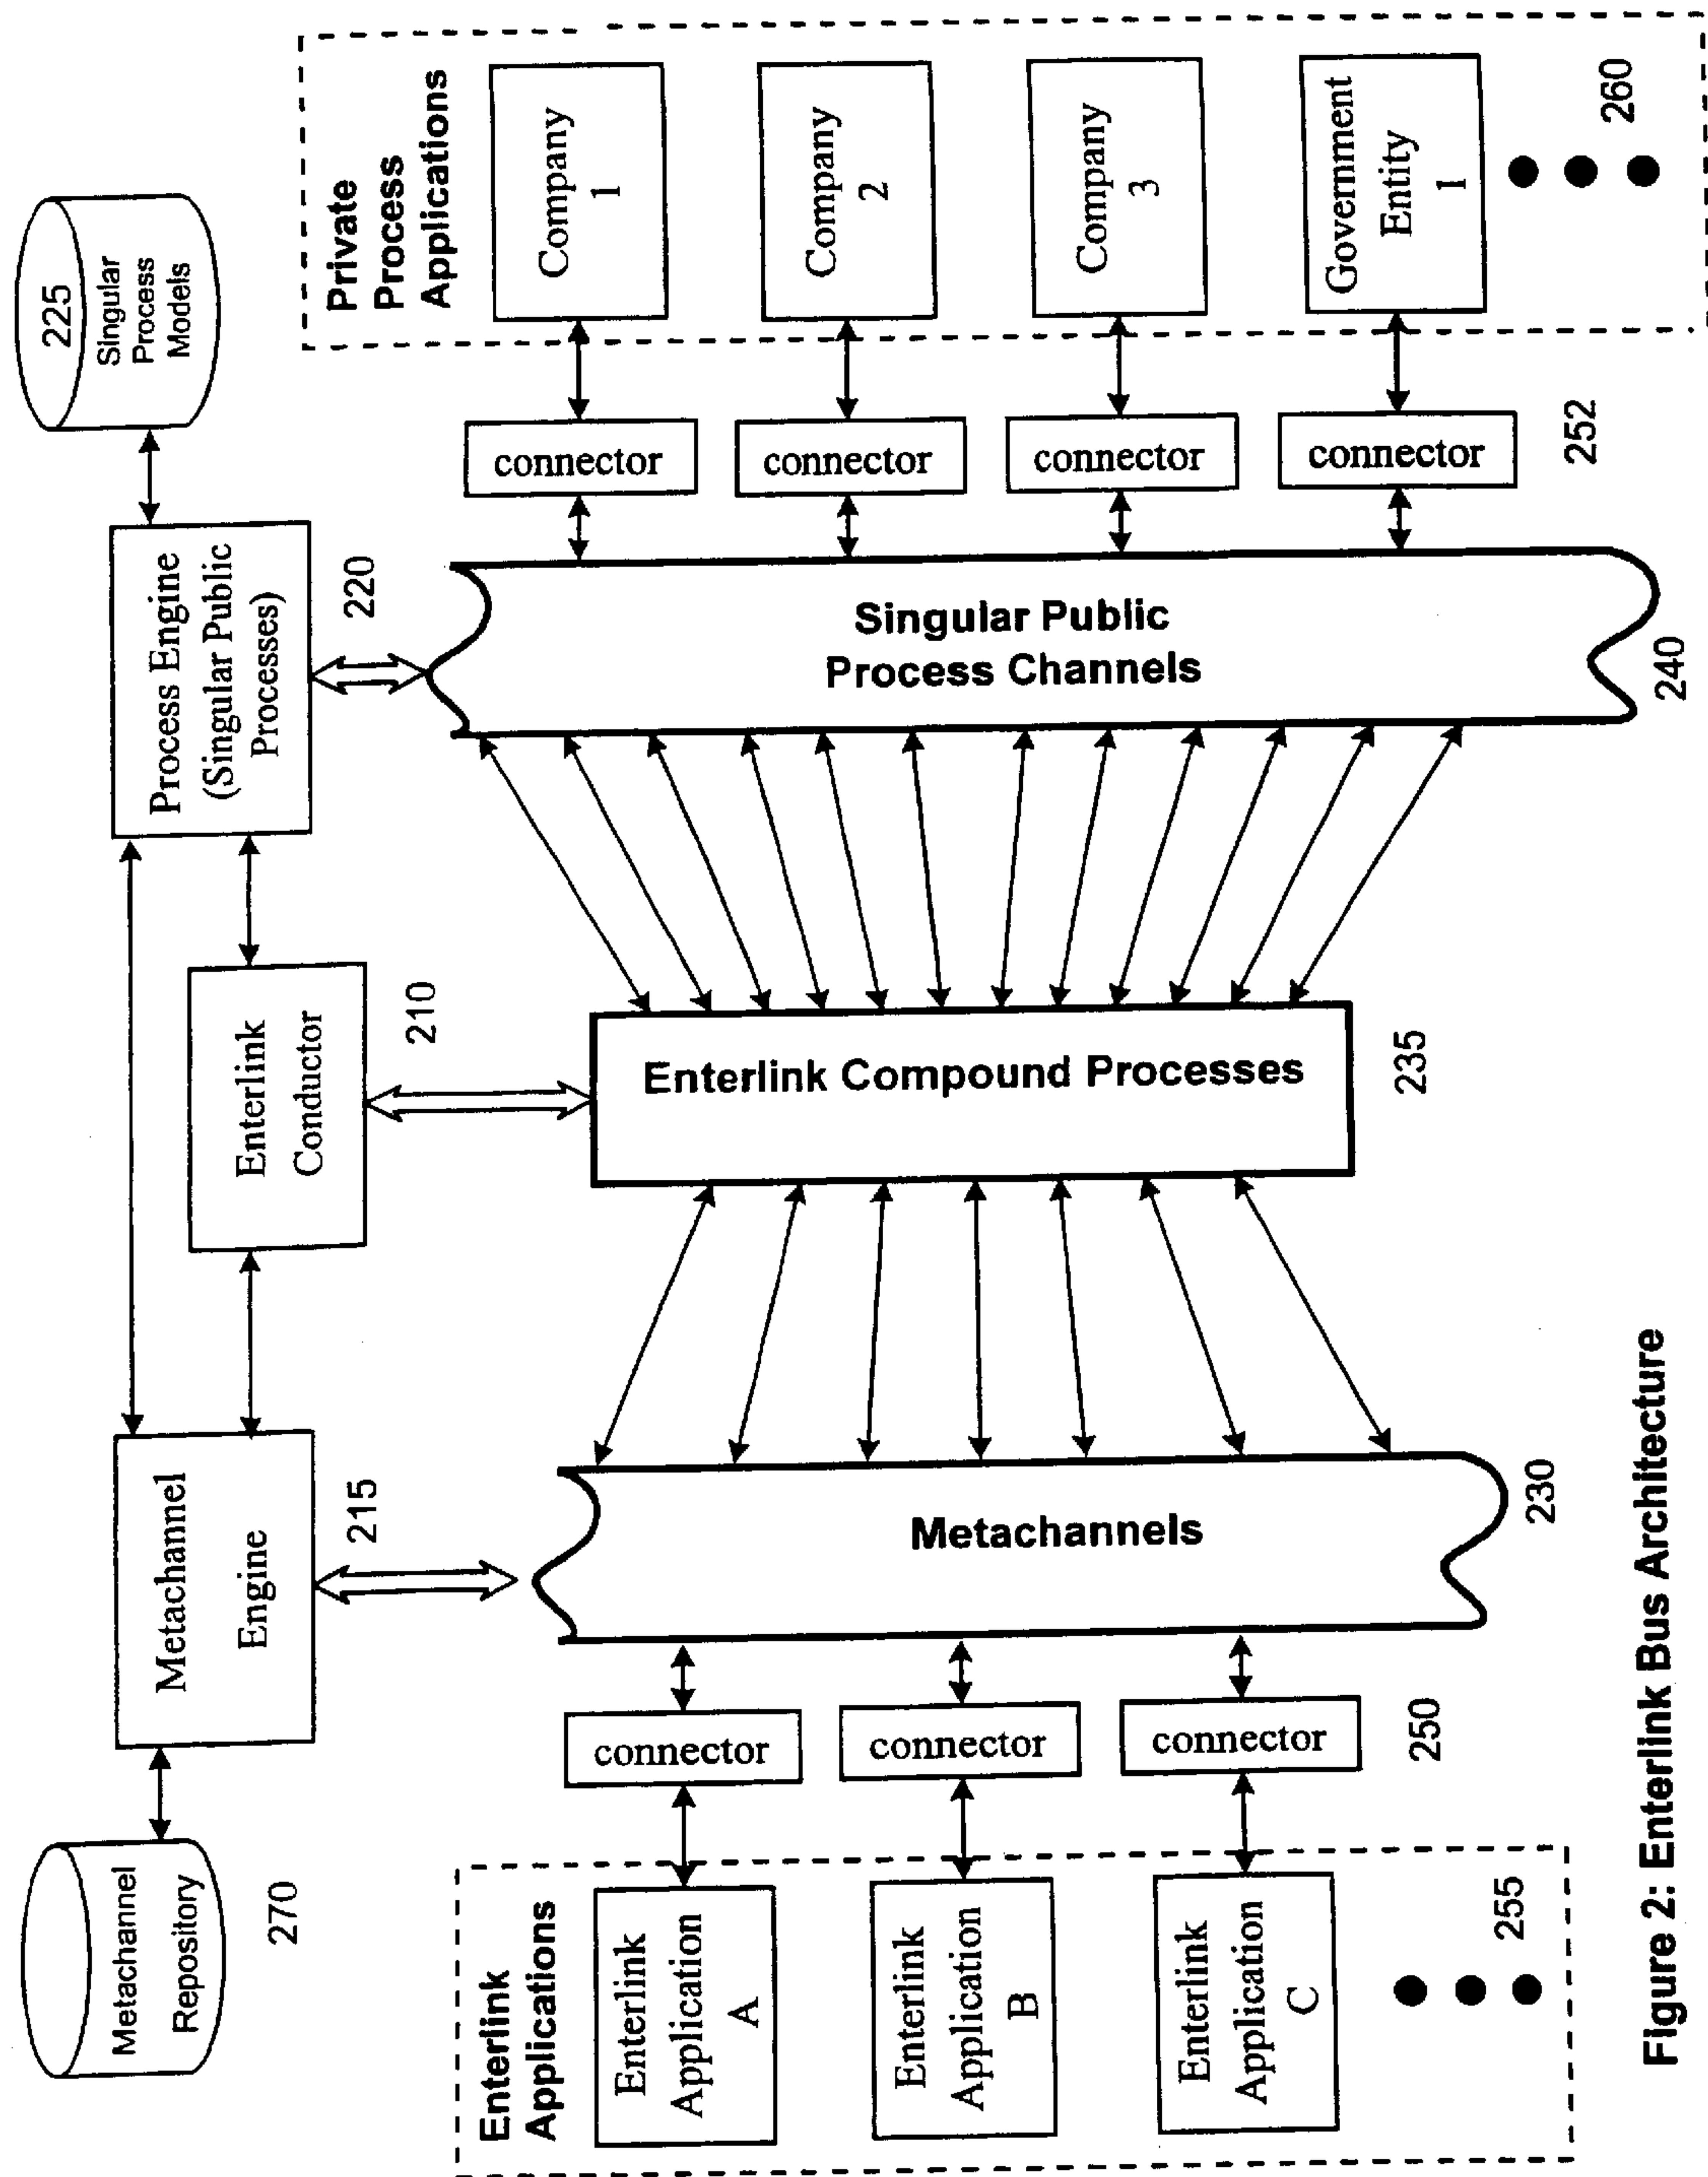 Metachannel
Repository
270
Metachannel
Engine
215
Enterlink
Conductor
210
Process Engine
(Singular Public
Processes)
220
225
Singular
Process
Models
Enterlink
Applications
Enterlink
Application
A
Enterlink
Application
B
Enterlink
Application
C
255
connector
connector
connector
250
Metachannels
230
Enterlink Compound Processes
235
Singular Public
Process Channels
240
connector
connector
connector
connector
252
Private
Process
Applications
Company
1
Company
2
Company
3
Government
Entity
1
260
Figure 2: Enterlink Bus Architecture